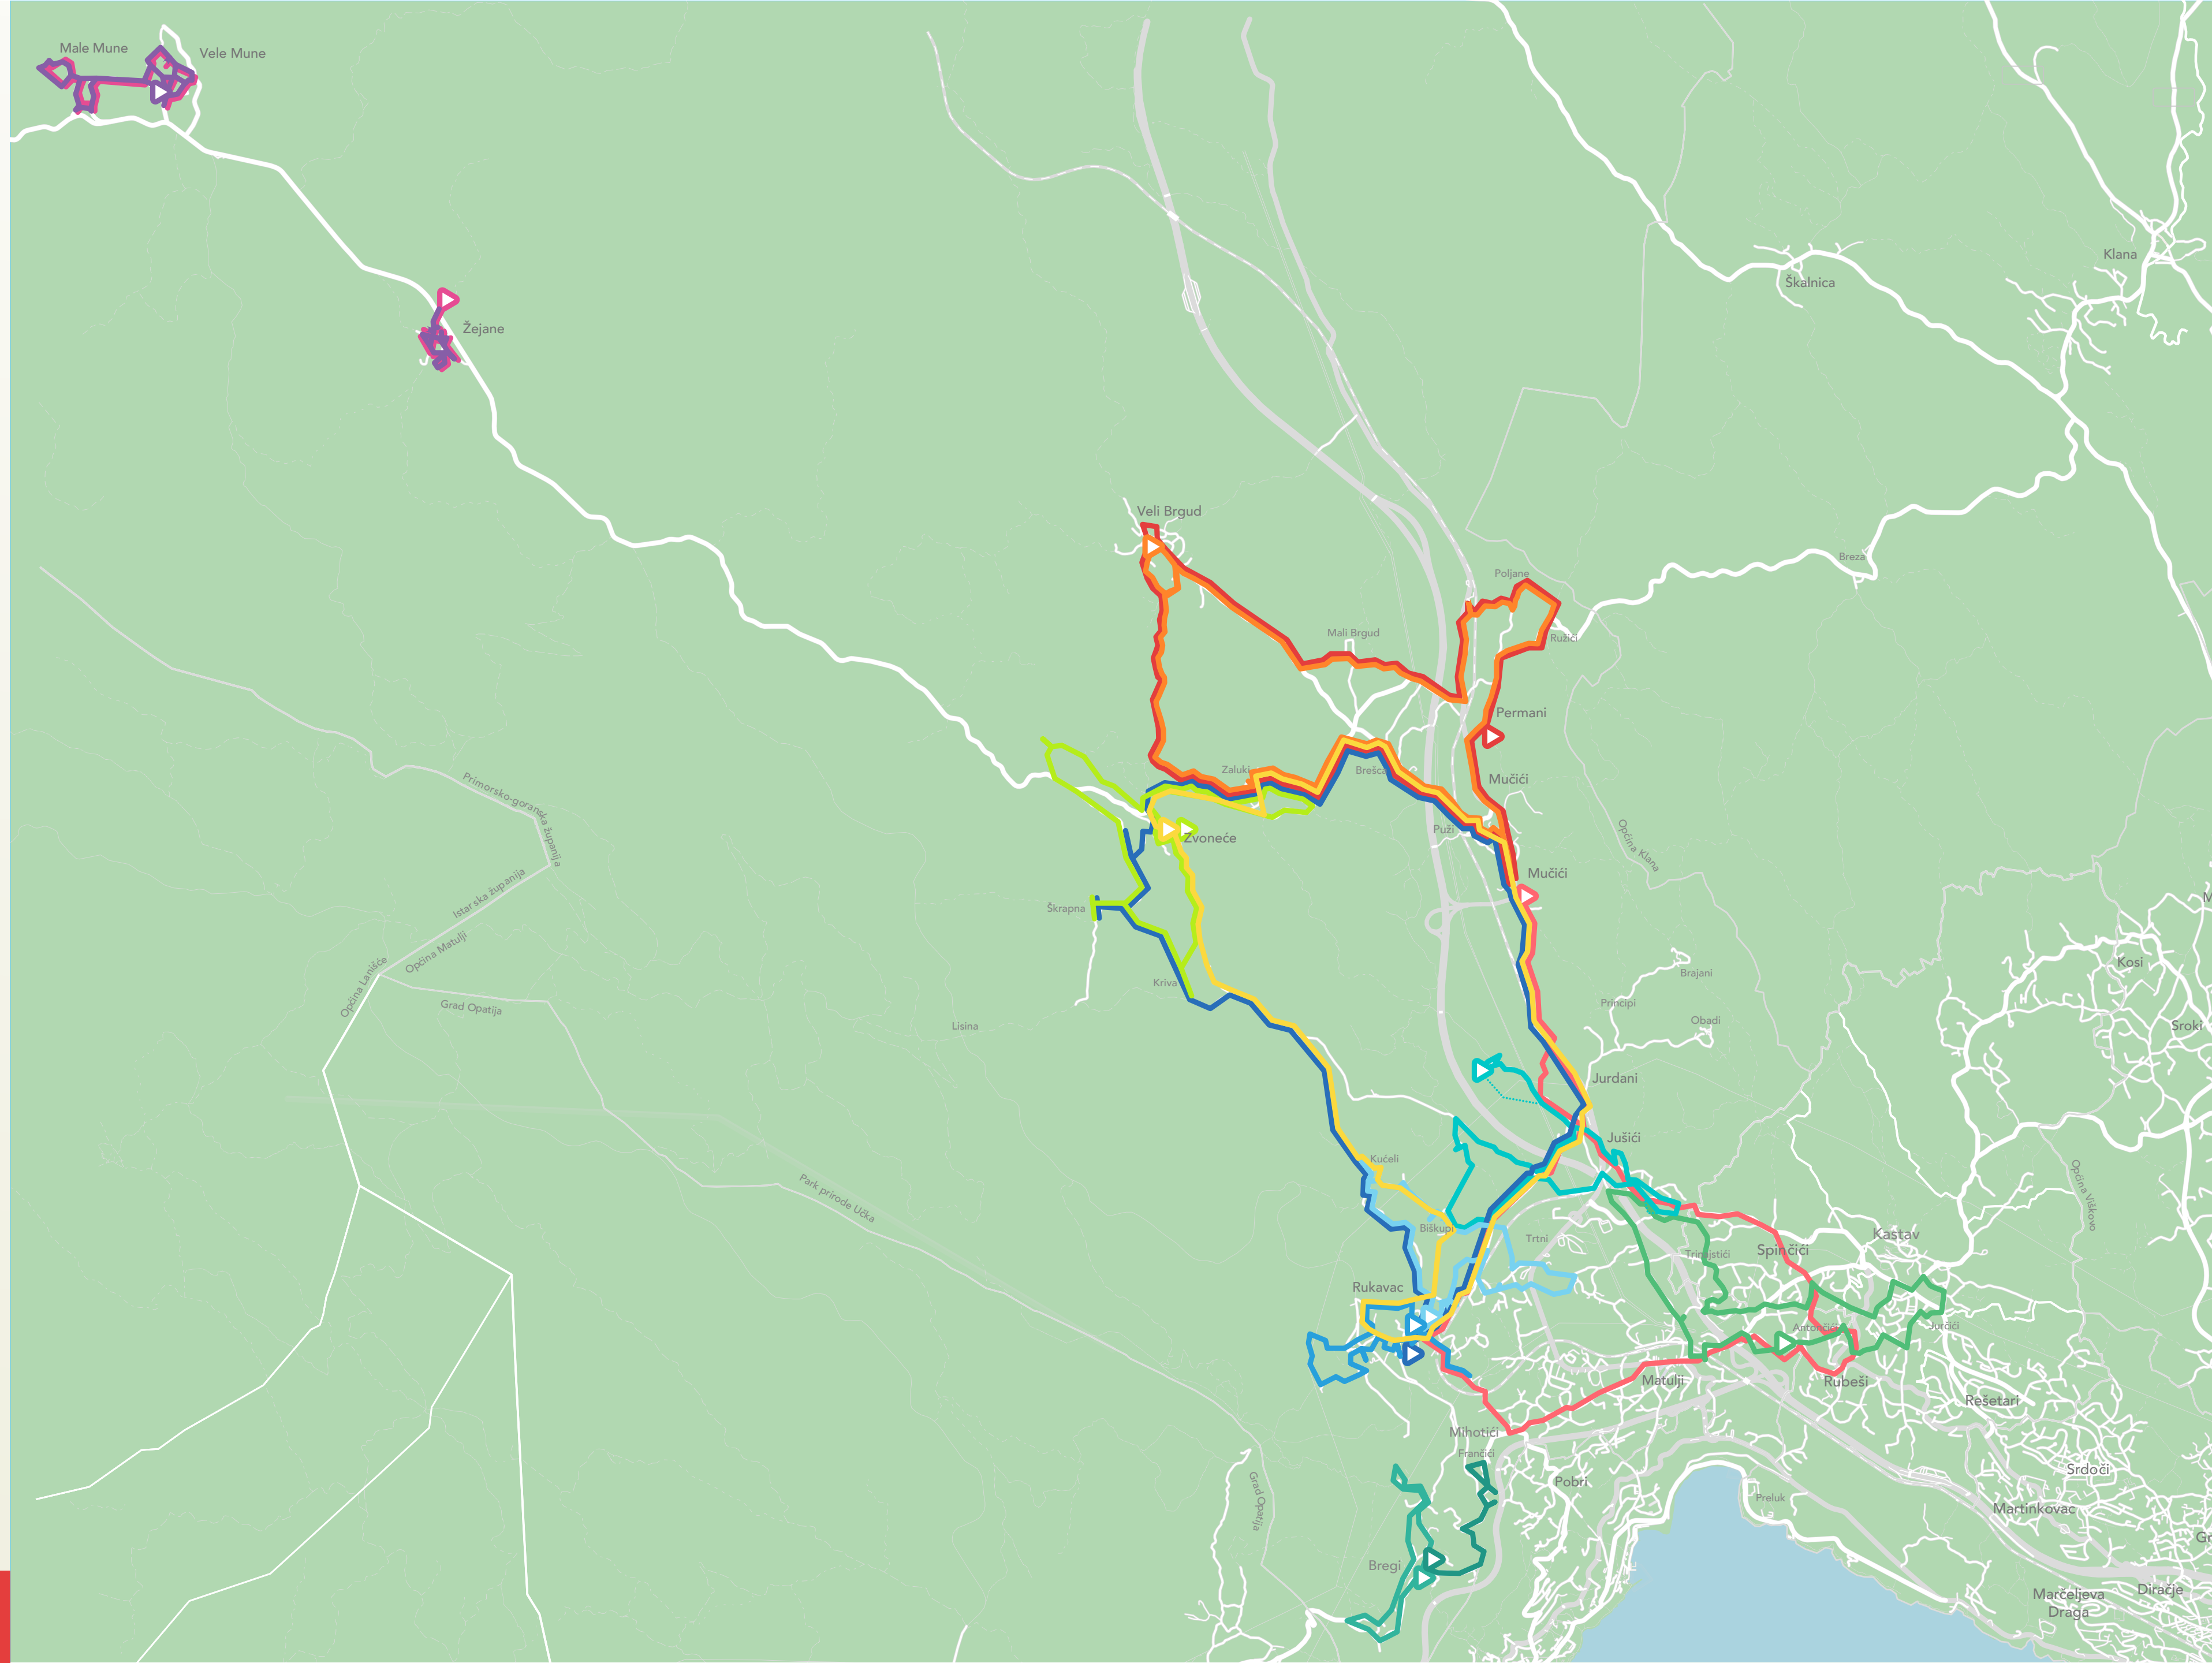 Male Mune
Vele Mune
Klana
Škalnica
Žejane
Veli Brgud
Breza
Poljane
Mali Brgud
Ružići
Permani
Zaluki
Brešca
Mučići
Primorsko-goranska županija
Puži
Zvoneće
Općina Klana
Istarska županija
Mučići
Škrapna
Općina Matulji
Općina Lanišće
Kosi
Brajani
Kriva
Principi
Grad Opatija
Obadi
Lisina
Sroki
Jurdani
Jušići
Kućeli
Park prirode Učka
Općina Viškovo
Biškupi
Trtni
Kastav
Trinajstići
Spinčići
Rukavac
Antončići
Jurčići
Matulji
Rubeši
Rešetari
Mihotići
Frančići
Srdoči
Pobri
Grad Opatija
Preluk
Martinkovac
Bregi
Diračje
Marčeljeva
Draga